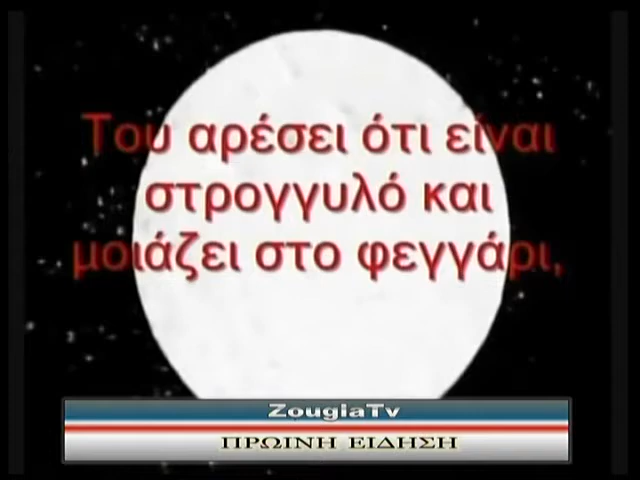 Του αρέσει ότι είναι
στρογγυλό και
μοιάζει στο φεγγάρι,
ZougiaTv
ΠΡΩΙΝΗ ΕΙΔΗΣΗ